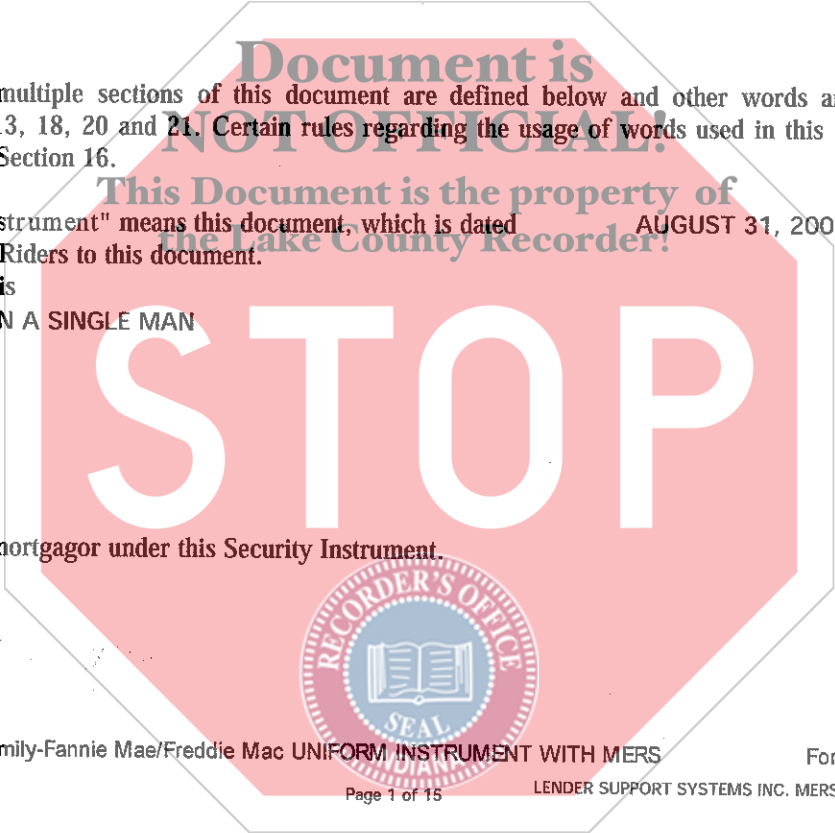 Document is
multiple sections of this document are defined below and other words
3, 18, 20 and 21. Certain rules regarding the usage of words used in this
NOT OFFICIAL!
Section 16.
This Document is the property of
strument" means this document, which is dated AUGUST 31, 200
the Lake County Recorder!
Riders to this document.
is
N A SINGLE MAN
STOP
mortgagor under this Security Instrument.
RECORDER'S OFFICE
SEAL
INDIANA
mily-Fannie Mae/Freddie Mac UNIFORM INSTRUMENT WITH MERS For
Page 1 of 15 LENDER SUPPORT SYSTEMS INC. MERS